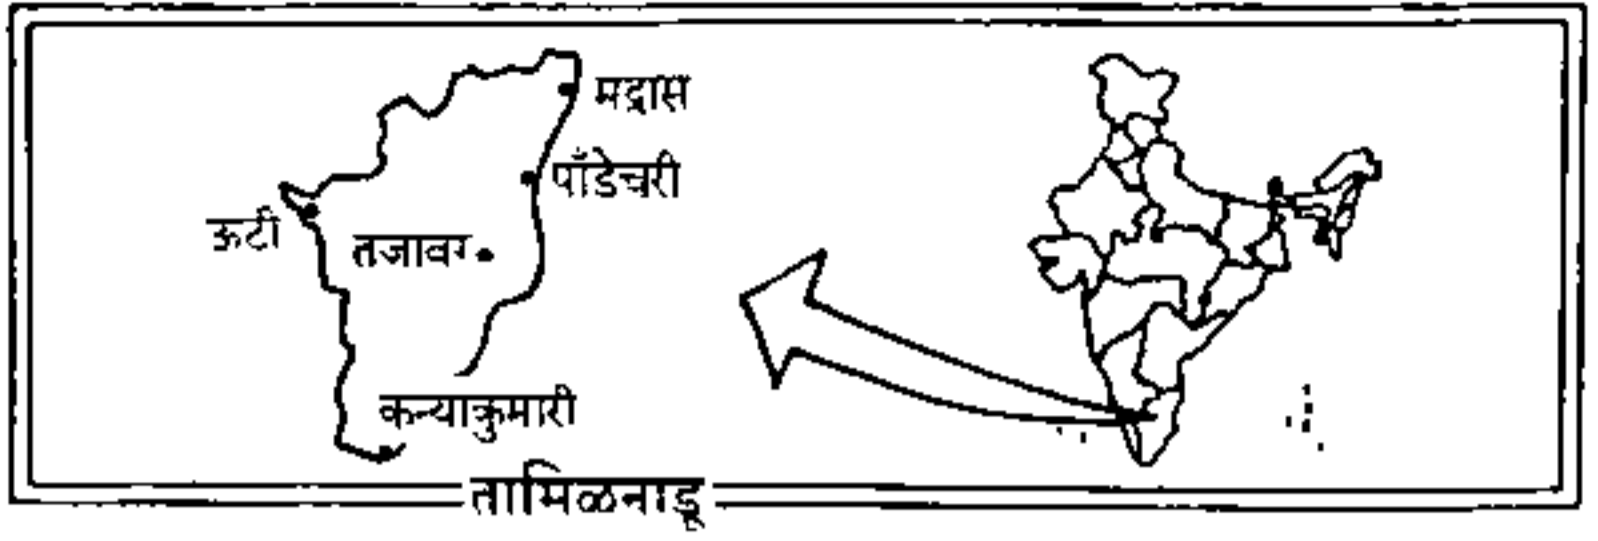 मद्रास
पाँडेचरी
ऊटी
तजावर
कन्याकुमारी
तामिळनाडू